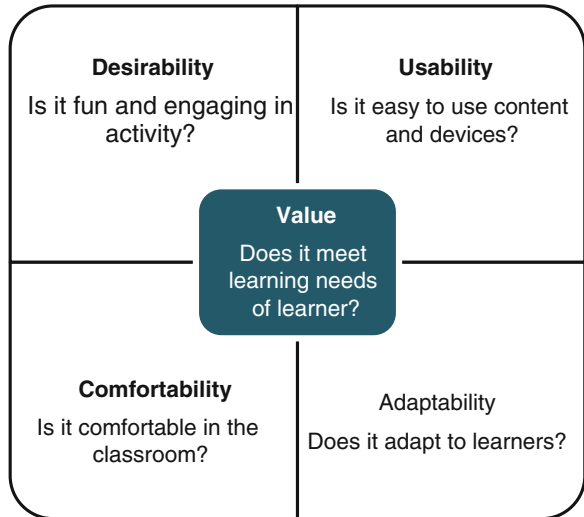 Desirability
Is it fun and engaging in
activity?
Usability
Is it easy to use content
and devices?
Value
Does it meet
learning needs
of learner?
Comfortability
Is it comfortable in the
classroom?
Adaptability
Does it adapt to learners?